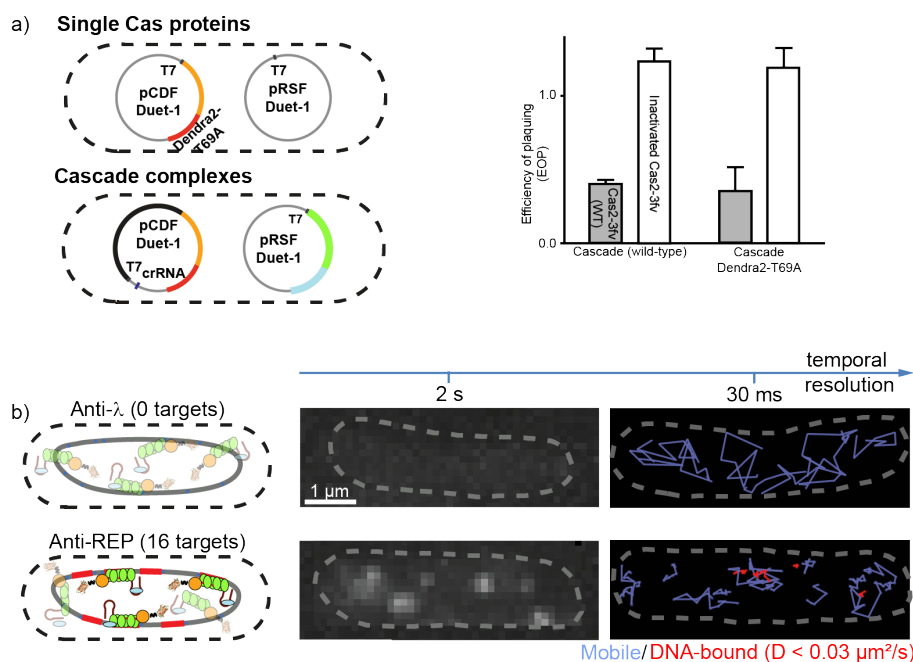 a)
Single Cas proteins
T7
pCDF
Duet-1
Dendra2-
T69A
T7
pRSF
Duet-1
Cascade complexes
pCDF
Duet-1
T7
crRNA
T7
pRSF
Duet-1
Efficiency of plaquing
(EOP)
1.0
0.0
Cas2-3fv
(WT)
Inactivated Cas2-3fv
Cascade (wild-type)
Cascade
Dendra2-T69A
temporal
resolution
2 s
30 ms
b)
Anti-λ (0 targets)
1 µm
Anti-REP (16 targets)
Mobile/DNA-bound (D < 0.03 µm²/s)